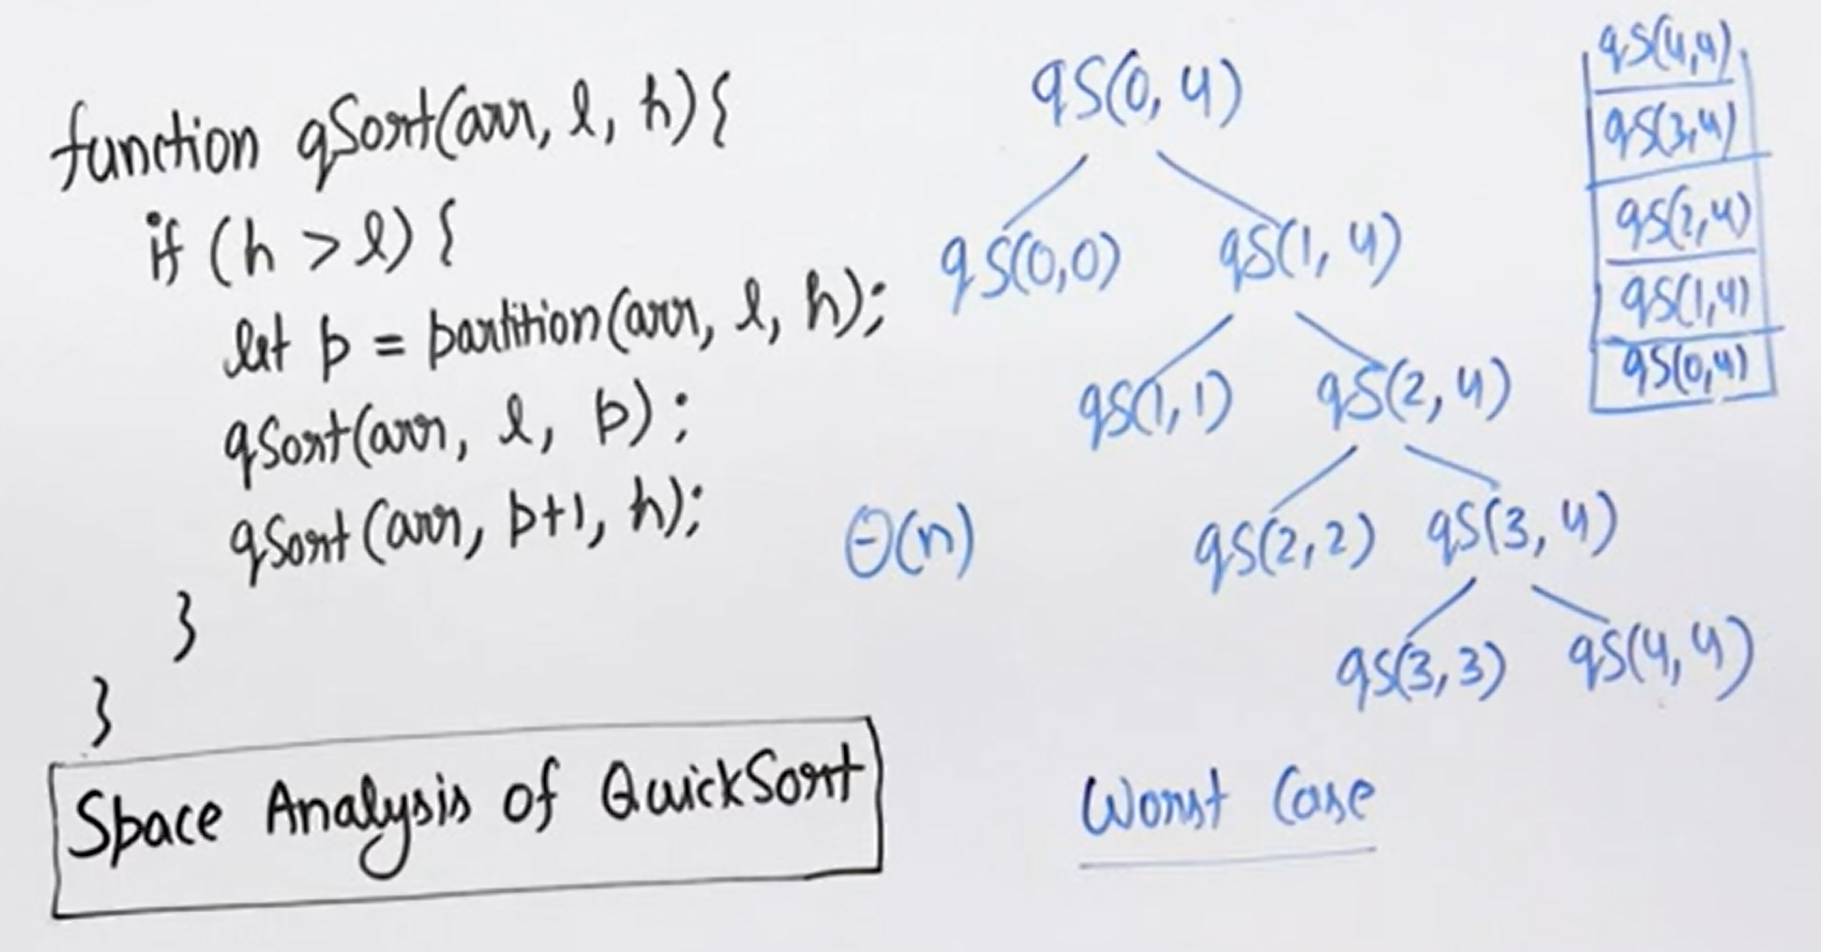 function qSort(arr, l, h){
if (h > l) {
let p = partition(arr, l, h);
qSort(arr, l, p);
qSort(arr, p+1, h);
}
}
Space Analysis of QuickSort
θ(n)
qS(0, 4)
qS(0,0) qS(1, 4)
qS(1, 1) qS(2, 4)
qS(2, 2) qS(3, 4)
qS(3, 3) qS(4, 4)
Worst Case
qS(4,4)
qS(3,4)
qS(2,4)
qS(1,4)
qS(0,4)